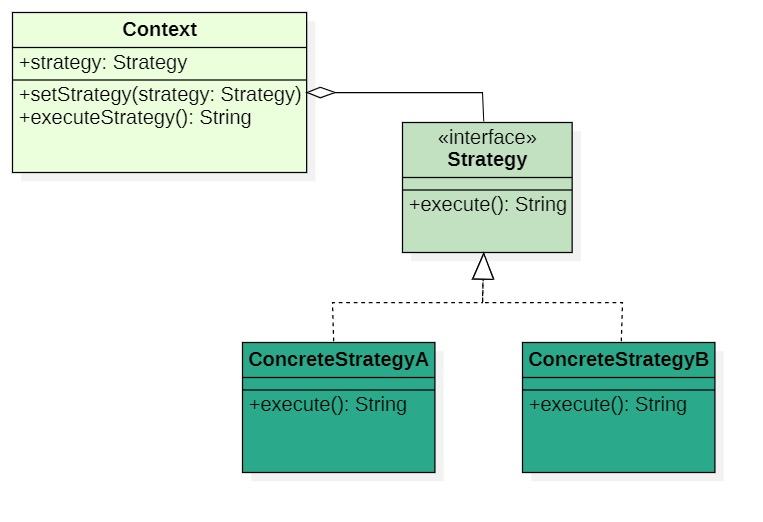 Context
+strategy: Strategy
+setStrategy(strategy: Strategy)
+executeStrategy(): String
«interface»
Strategy
+execute(): String
ConcreteStrategyA
+execute(): String
ConcreteStrategyB
+execute(): String